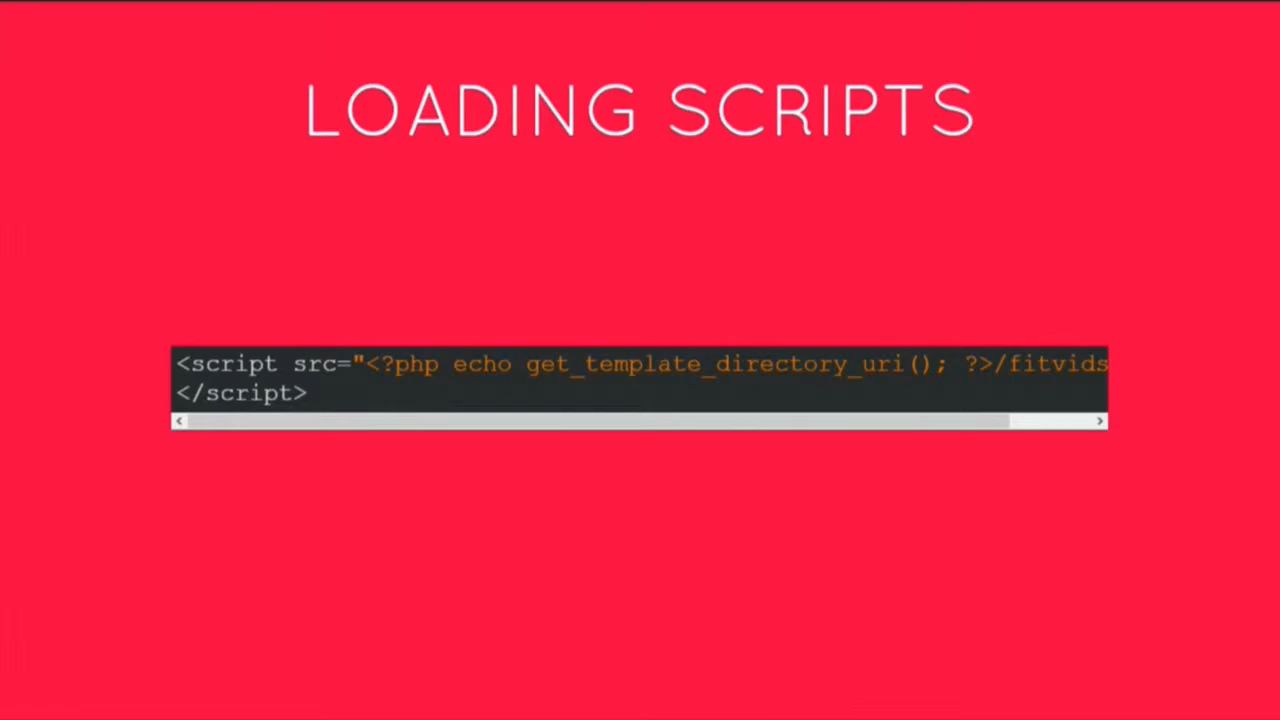 LOADING SCRIPTS
<script src="<?php echo get_template_directory_uri(); ?>/fitvids
</script>